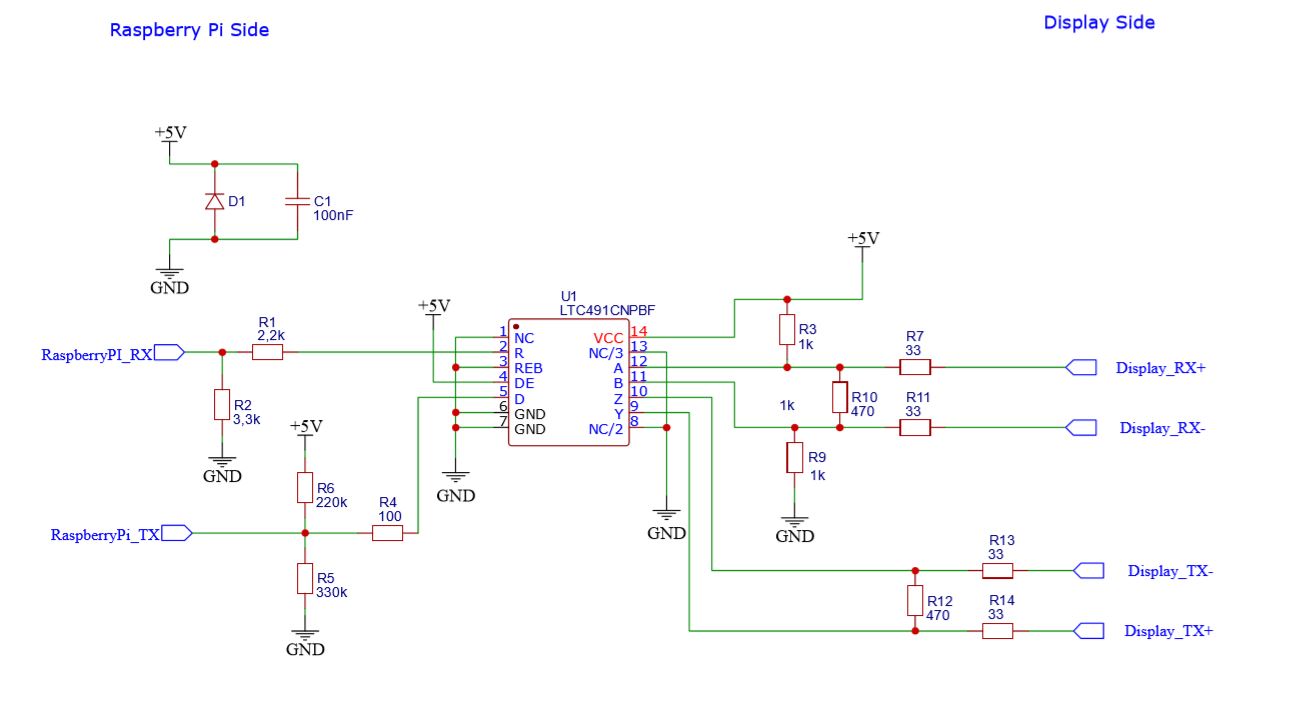 Raspberry Pi Side
Display Side
+5V
D1
C1
100nF
GND
+5V
+5V
U1
LTC491CNPBF
R1
2,2k
RaspberryPI_RX
R2
3,3k
GND
1 NC
2 R
3 REB
4 DE
5 D
6 GND
7 GND
VCC 14
NC/3 13
A 12
B 11
Z 10
Y 9
NC/2 8
R3
1k
R7
33
Display_RX+
R10
470
1k
R11
33
Display_RX-
R9
1k
GND
+5V
R6
220k
R4
100
RaspberryPi_TX
R5
330k
GND
GND
GND
R13
33
Display_TX-
R12
470
R14
33
Display_TX+